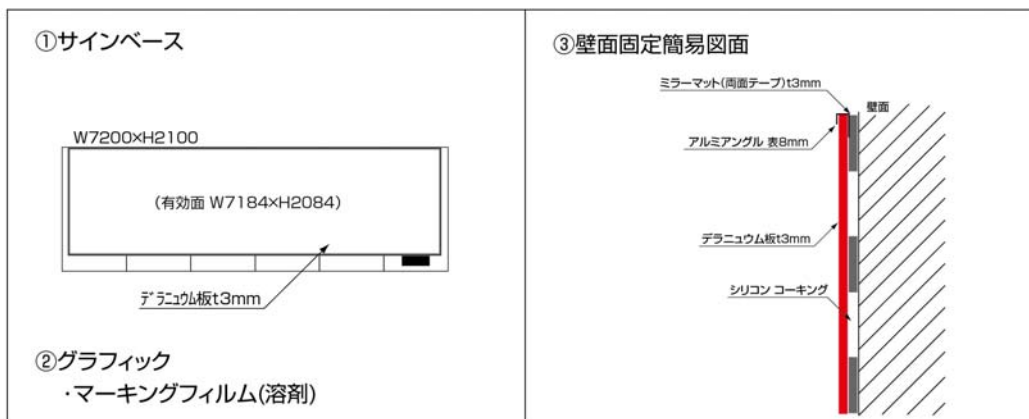 ①サインベース
W7200×H2100
(有効面 W7184×H2084)
デラニュウム板t3mm
②グラフィック
・マーキングフィルム(溶剤)
③壁面固定簡易図面
ミラーマット(両面テープ)t3mm
壁面
アルミアングル 表8mm
デラニュウム板t3mm
シリコン コーキング